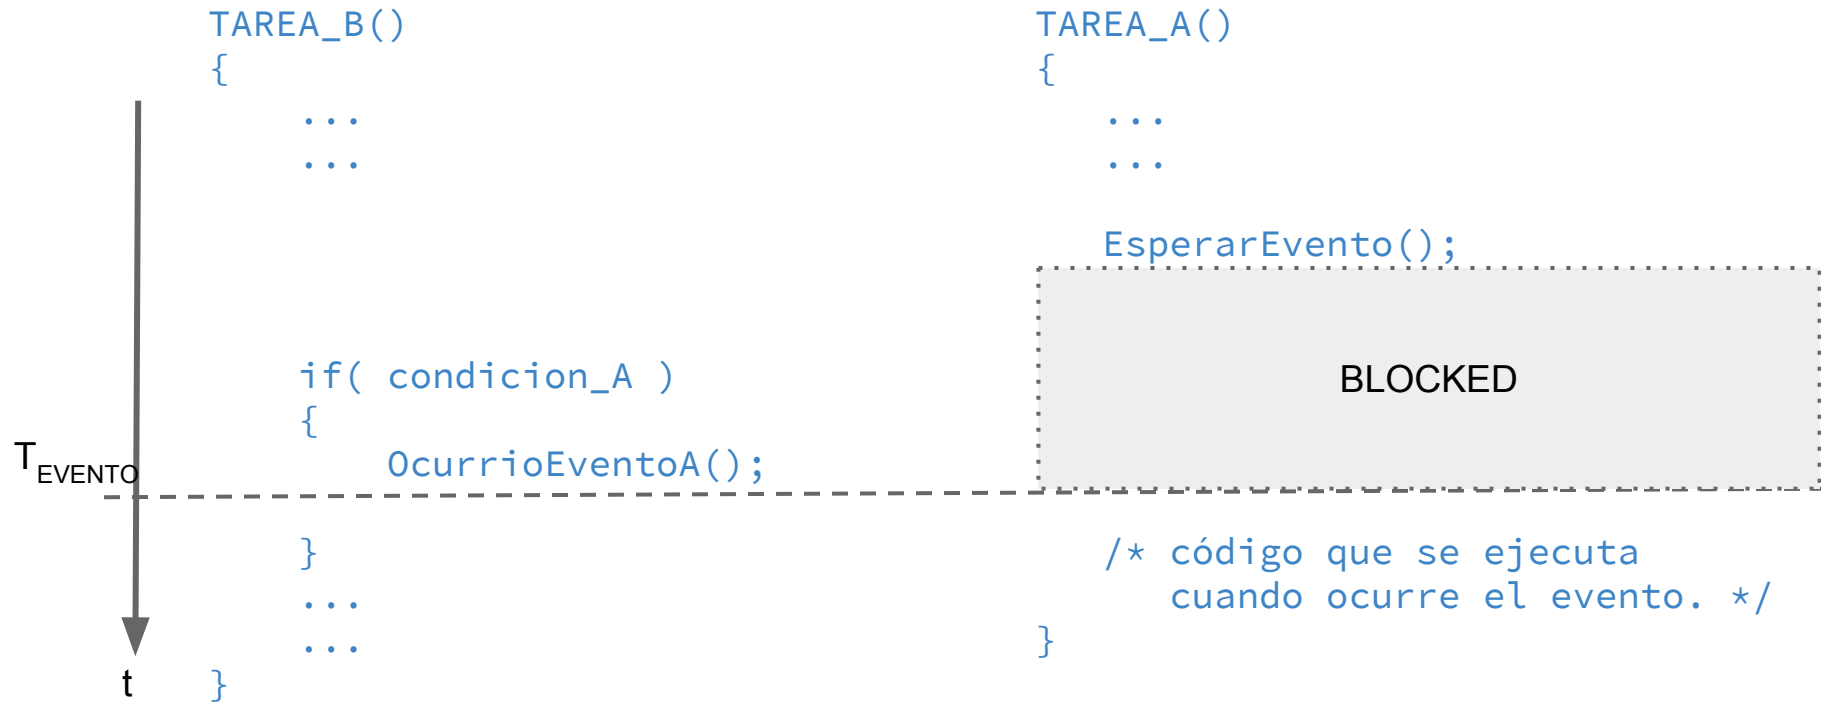 TAREA_B()
{
...
...
if( condicion_A )
{
OcurrioEventoA();
}
...
...
}
TAREA_A()
{
...
...
EsperarEvento();
BLOCKED
/* código que se ejecuta
cuando ocurre el evento. */
}
TEVENTO
t